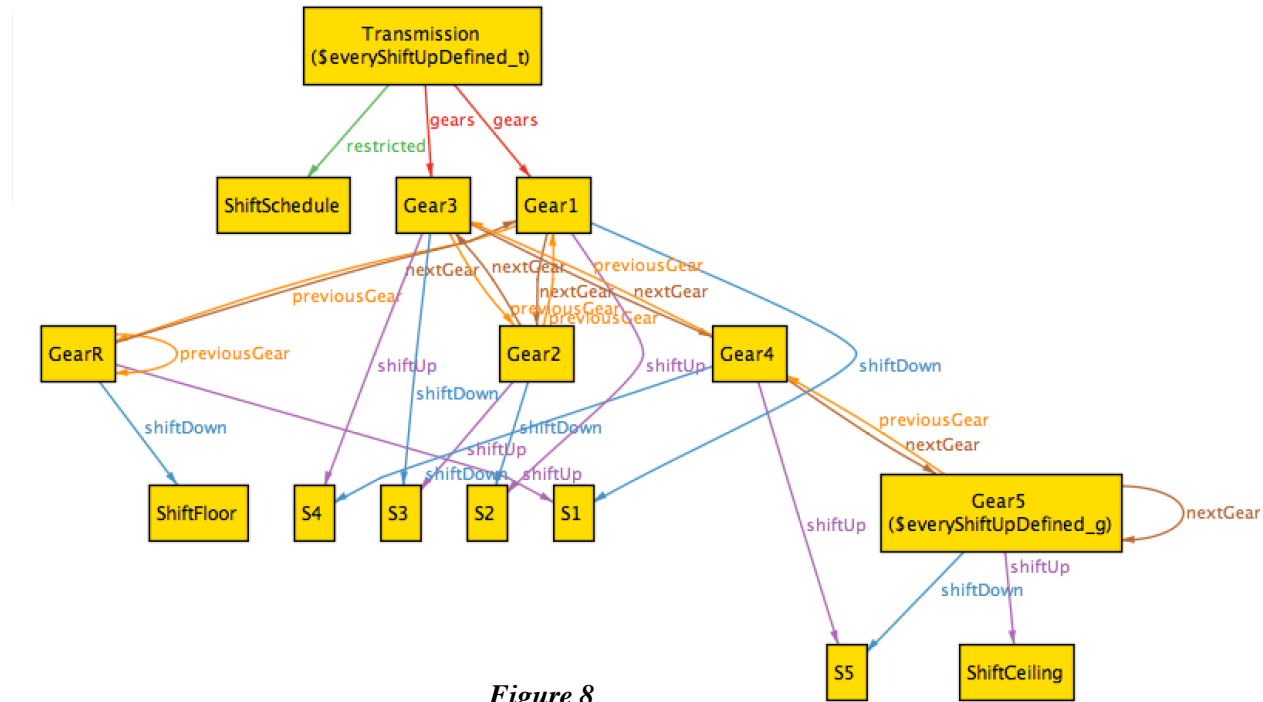 Transmission
($everyShiftUpDefined_t)
gears
gears
restricted
ShiftSchedule
Gear3
Gear1
nextGear
nextGear
previousGear
previousGear
nextGear
nextGear
previousGear
previousGear
GearR
previousGear
Gear2
Gear4
shiftUp
shiftUp
shiftDown
shiftDown
previousGear
shiftDown
shiftDown
nextGear
shiftUp
shiftDown
shiftUp
ShiftFloor
S4
S3
S2
S1
Gear5
($everyShiftUpDefined_g)
nextGear
shiftUp
shiftUp
shiftDown
S5
ShiftCeiling
Figure 8